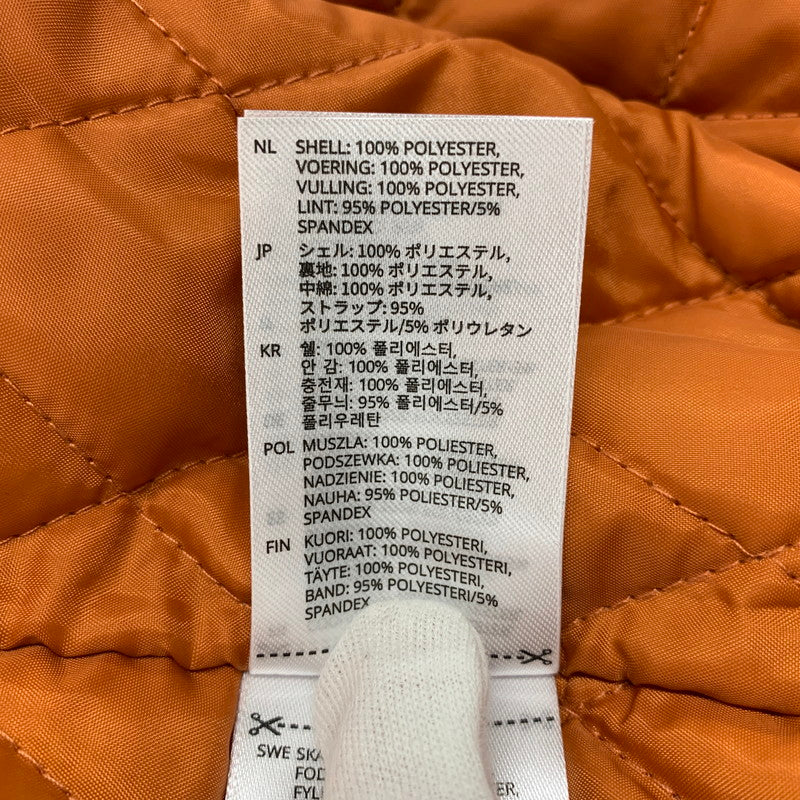 NL SHELL: 100% POLYESTER,
VOERING: 100% POLYESTER,
VULLING: 100% POLYESTER,
LINT: 95% POLYESTER/5%
SPANDEX
JP シェル: 100% ポリエステル,
裏地: 100% ポリエステル,
中綿: 100% ポリエステル,
ストラップ: 95%
ポリエステル/5% ポリウレタン
KR 쉘: 100% 폴리에스터,
안 감: 100% 폴리에스터,
충전재: 100% 폴리에스터,
줄무늬: 95% 폴리에스터/5%
폴리우레탄
POL MUSZLA: 100% POLIESTER,
PODSZEWKA: 100% POLIESTER,
NADZIENIE: 100% POLIESTER,
NAUHA: 95% POLIESTER/5%
SPANDEX
FIN KUORI: 100% POLYESTERI,
VUORAAT: 100% POLYESTERI,
TÄYTE: 100% POLYESTERI,
BAND: 95% POLYESTERI/5%
SPANDEX
SWE